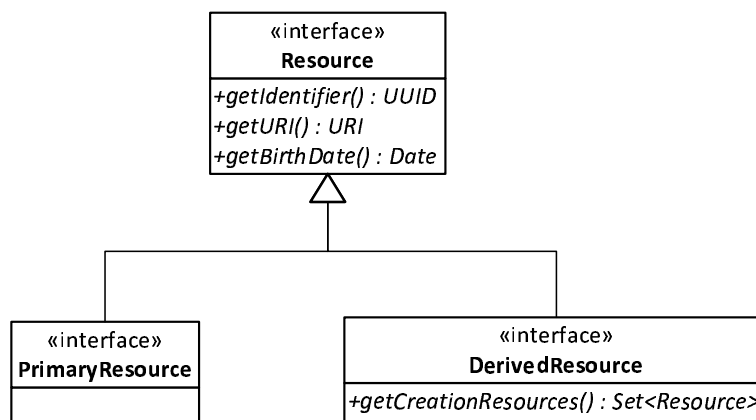 «interface»
Resource
+getIdentifier() : UUID
+getURI() : URI
+getBirthDate() : Date
«interface»
PrimaryResource
«interface»
DerivedResource
+getCreationResources() : Set<Resource>